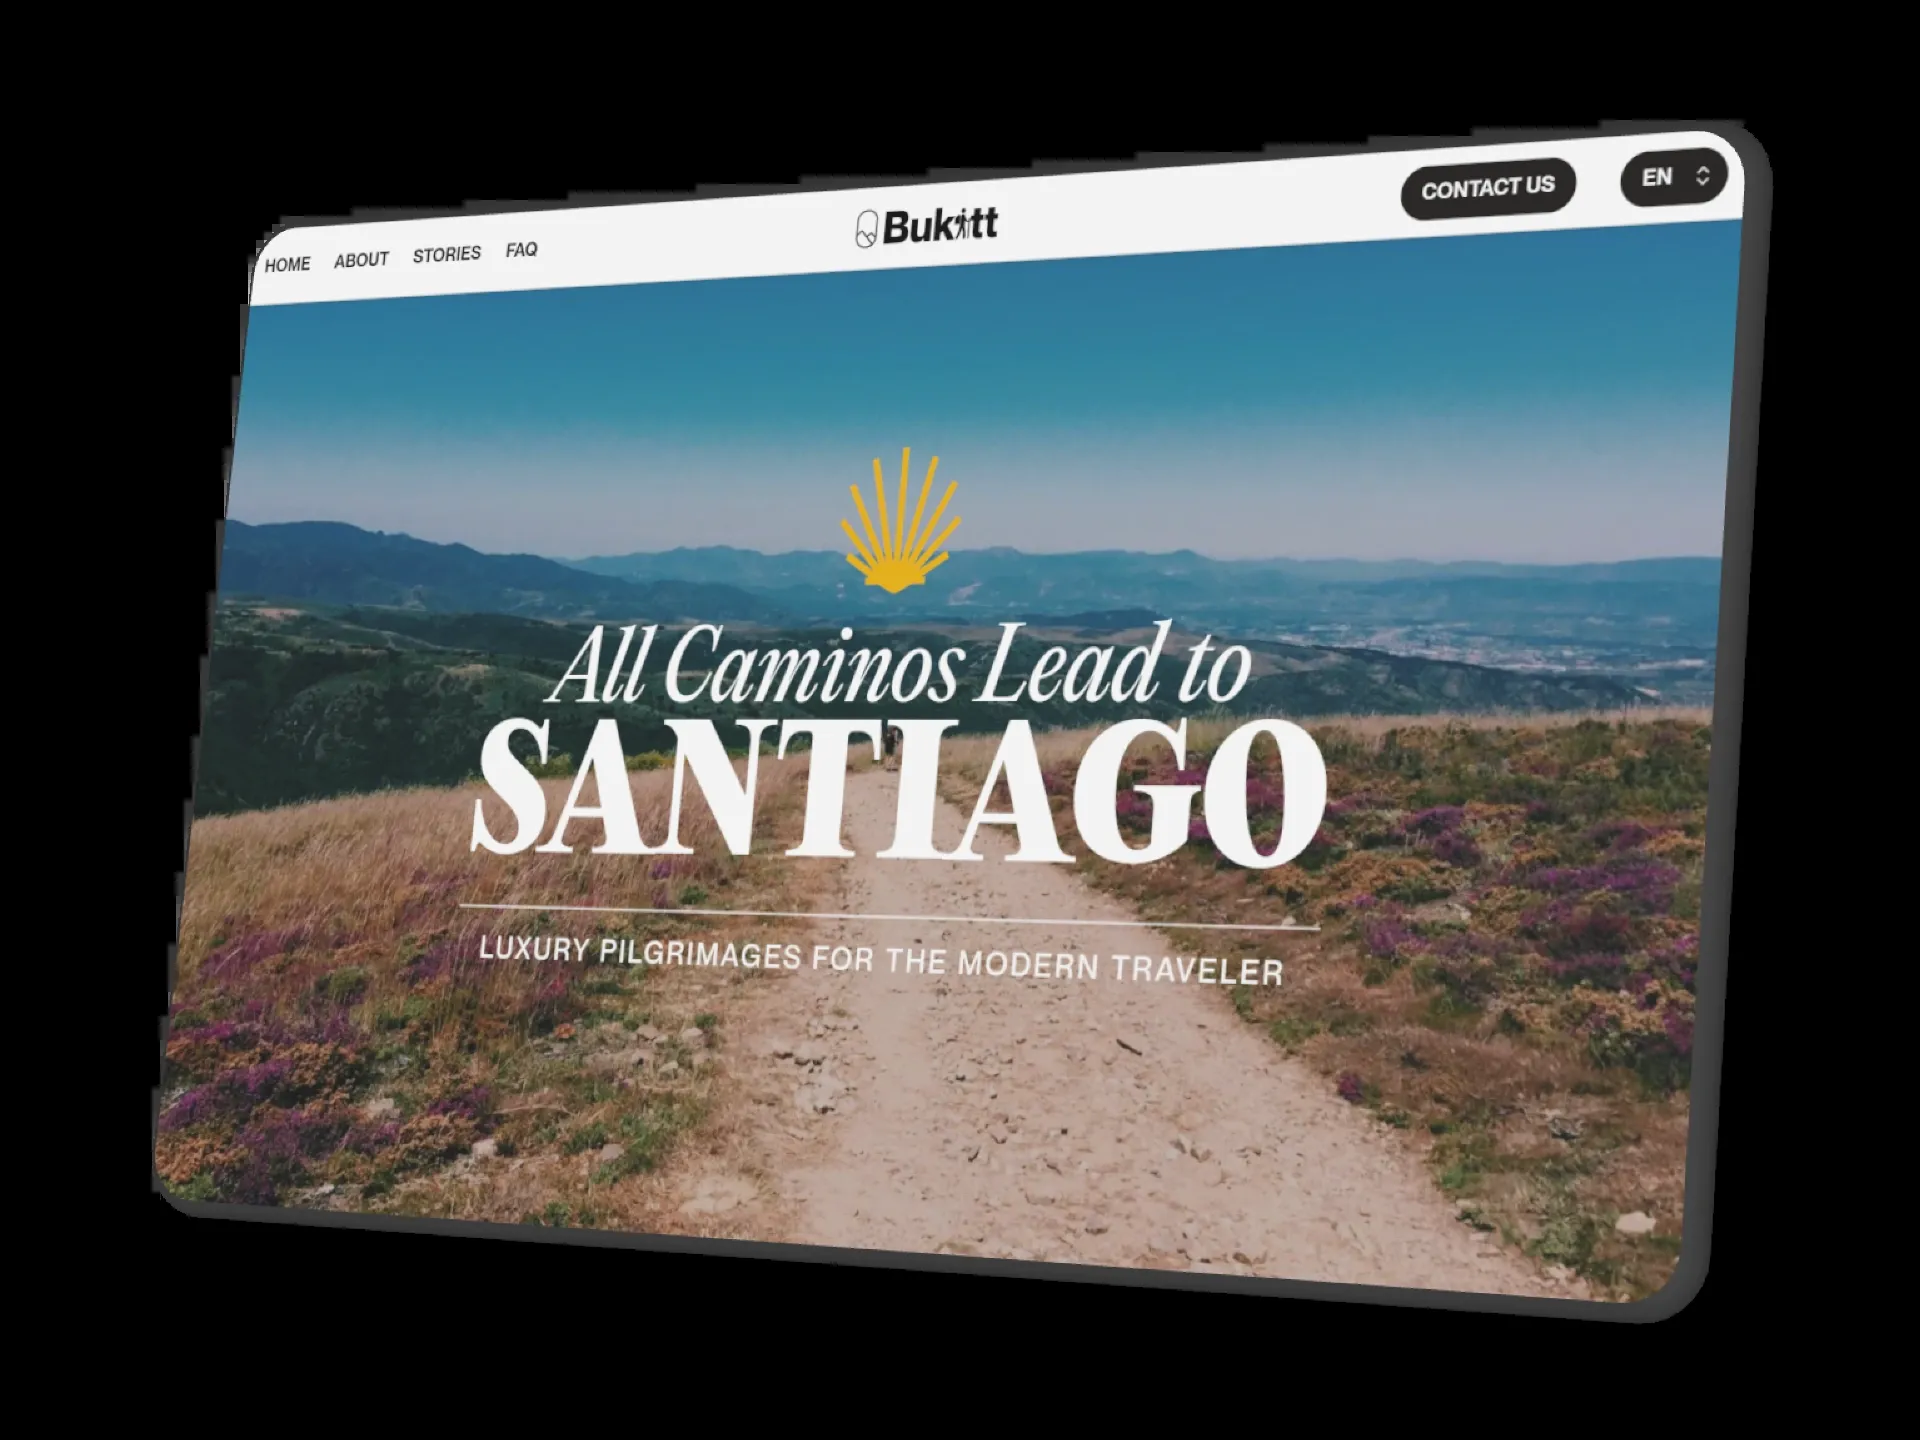 HOME ABOUT STORIES FAQ Bukitt CONTACT US EN
All Caminos Lead to
SANTIAGO
LUXURY PILGRIMAGES FOR THE MODERN TRAVELER